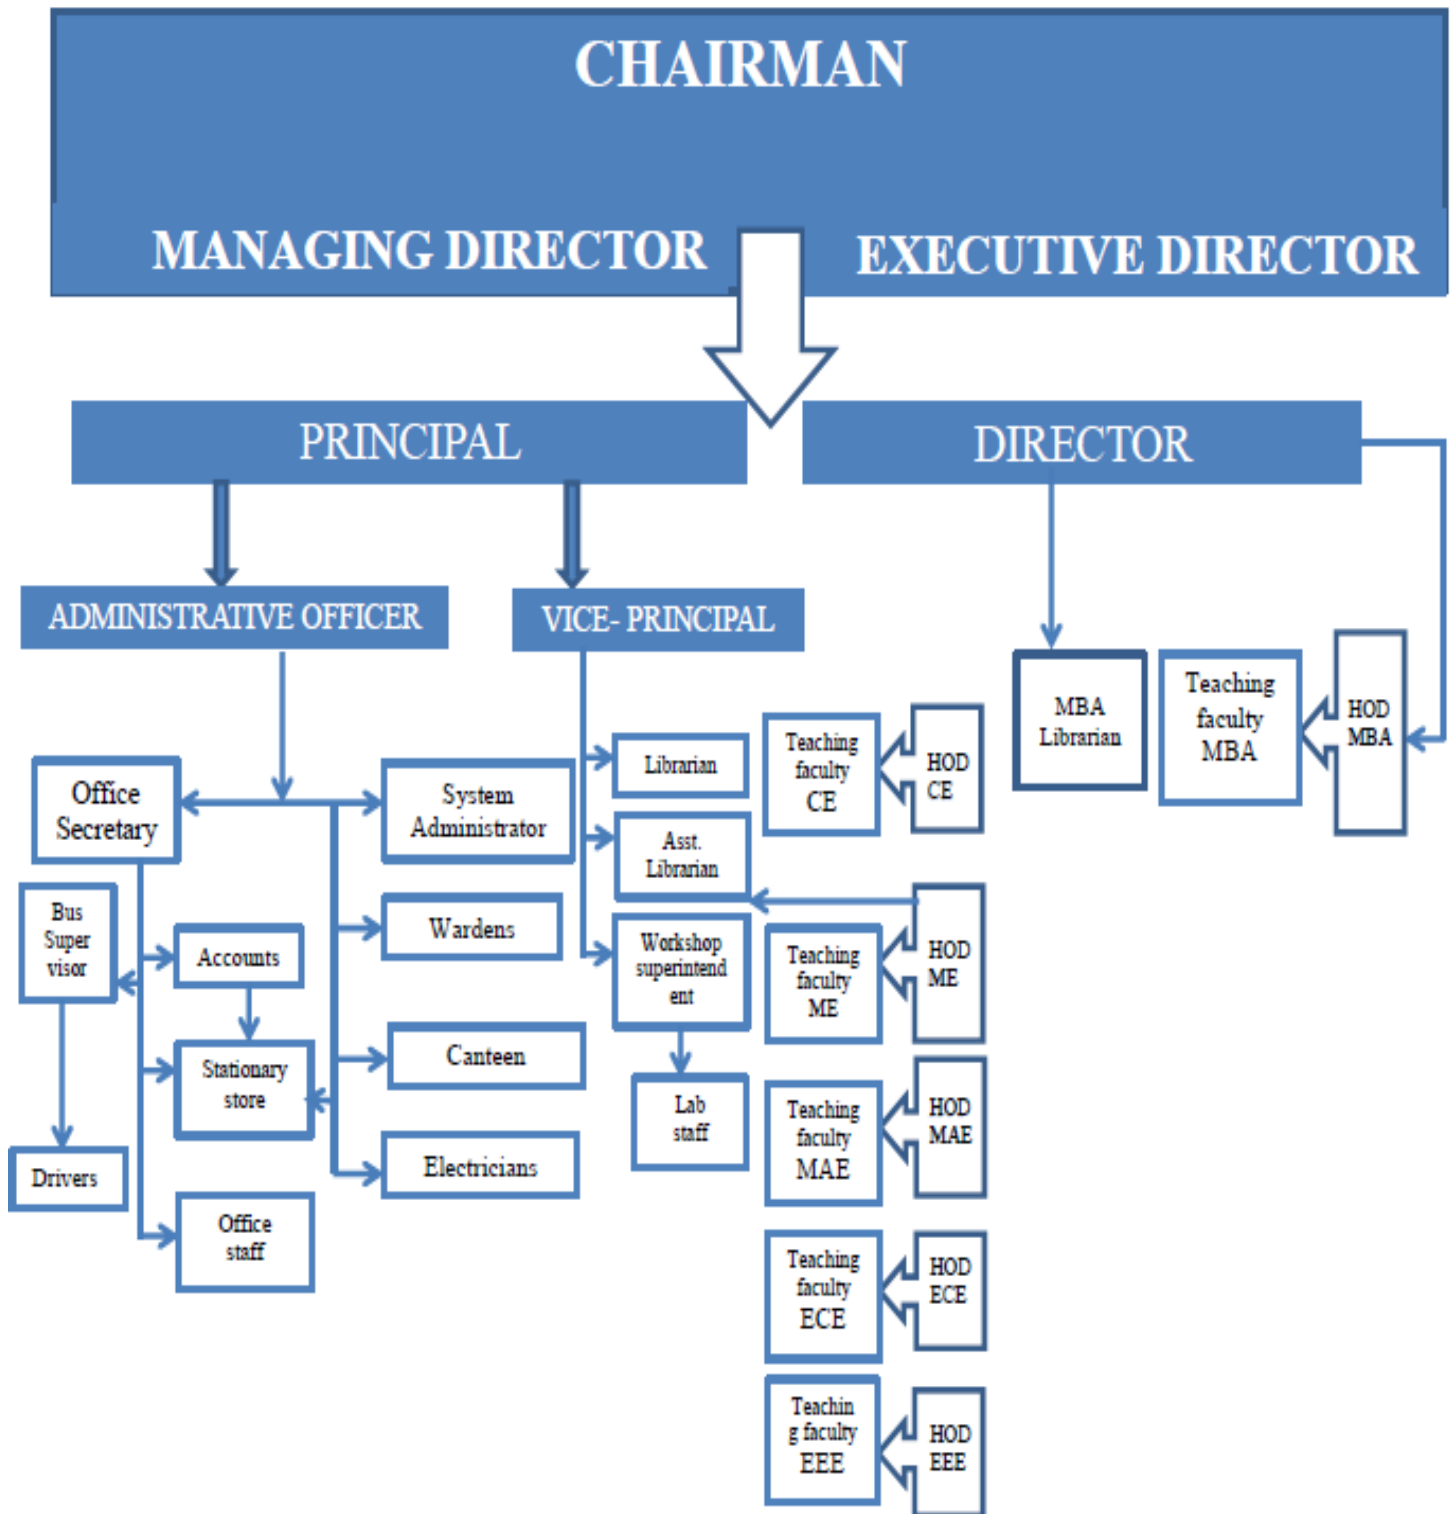 CHAIRMAN
MANAGING DIRECTOR
EXECUTIVE DIRECTOR
PRINCIPAL
DIRECTOR
ADMINISTRATIVE OFFICER
VICE- PRINCIPAL
Office
Secretary
System
Administrator
Bus
Super
visor
Accounts
Wardens
Stationary
store
Canteen
Drivers
Electricians
Office
staff
Librarian
Asst.
Librarian
Workshop
superintend
ent
Lab
staff
Teaching
faculty
CE
HOD
CE
Teaching
faculty
ME
HOD
ME
Teaching
faculty
MAE
HOD
MAE
Teaching
faculty
ECE
HOD
ECE
Teachin
g faculty
EEE
HOD
EEE
MBA
Librarian
Teaching
faculty
MBA
HOD
MBA